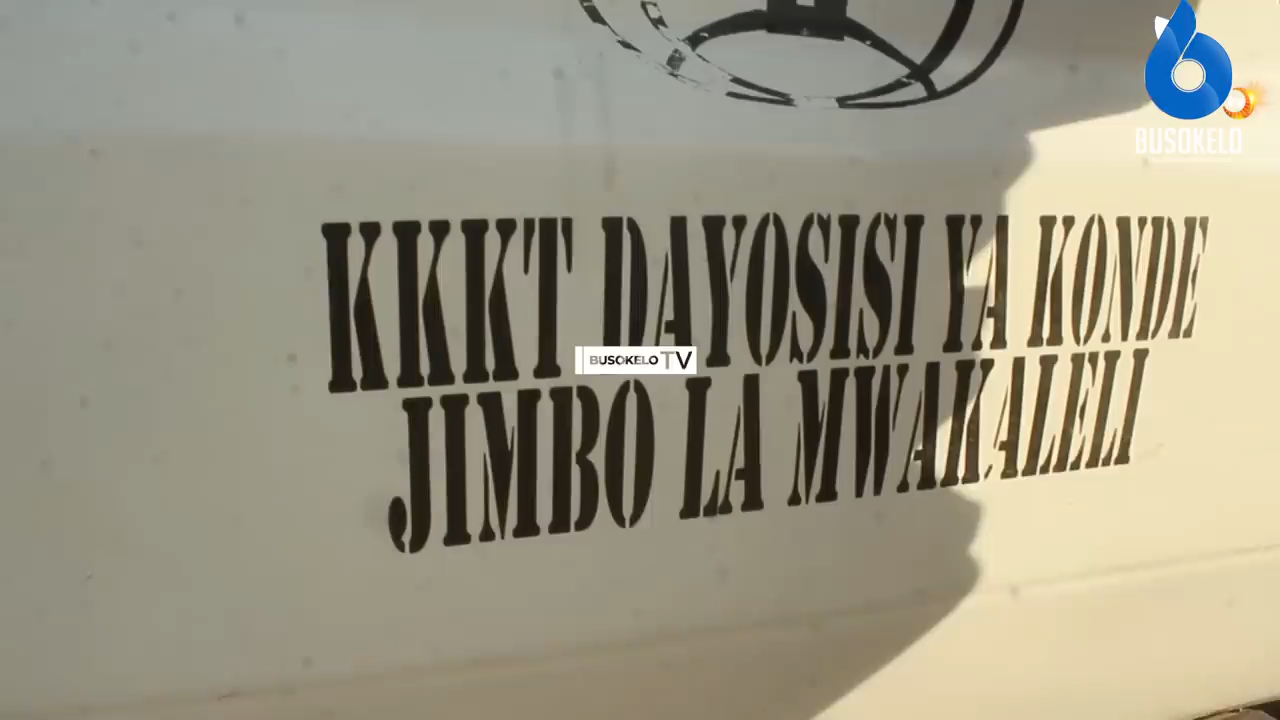 BUSOKELO
KKKT DAYOSISI YA KONDE
BUSOKELO TV
JIMBO LA MWAKALELI